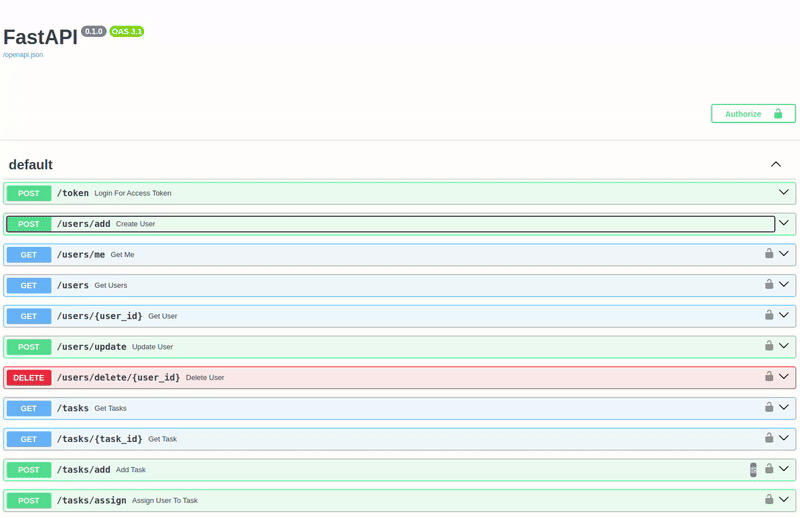 FastAPI 0.1.0 OAS 3.1
/openapi.json
Authorize
default
POST /token Login For Access Token
POST /users/add Create User
GET /users/me Get Me
GET /users Get Users
GET /users/{user_id} Get User
POST /users/update Update User
DELETE /users/delete/{user_id} Delete User
GET /tasks Get Tasks
GET /tasks/{task_id} Get Task
POST /tasks/add Add Task
POST /tasks/assign Assign User To Task